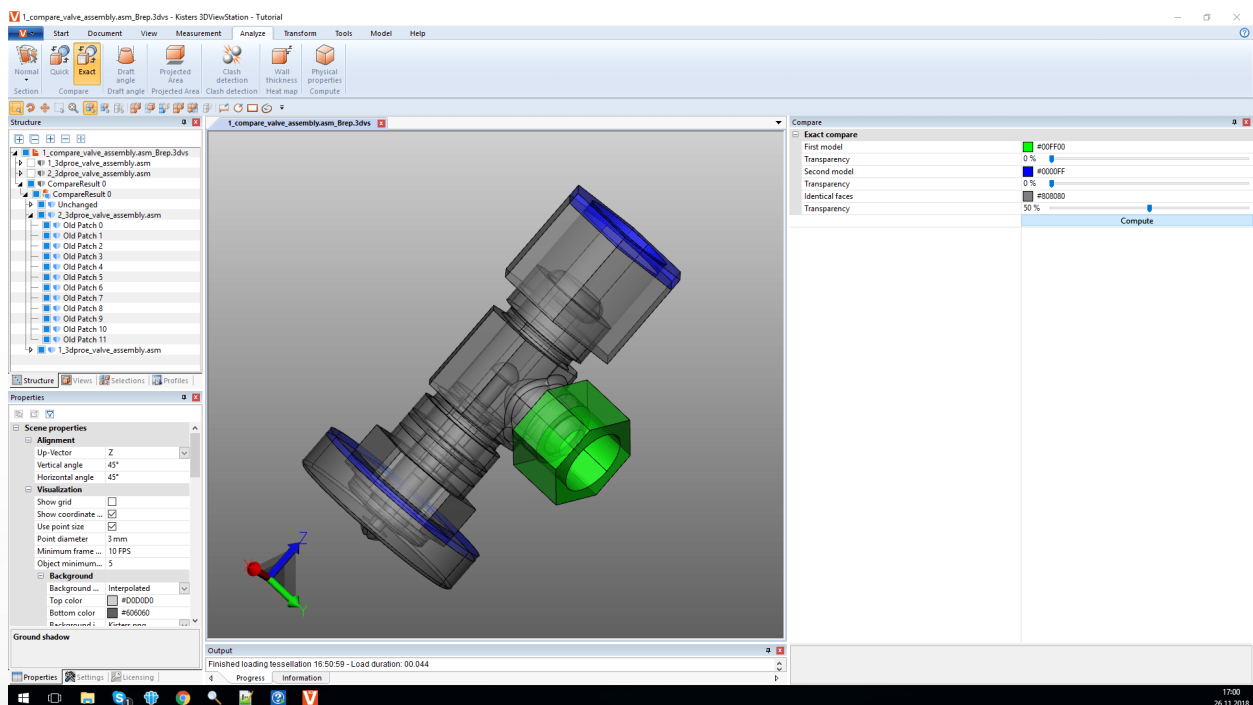 1_compare_valve_assembly.asm_Brep.3dvs - Kisters 3DViewStation - Tutorial
Start Document View Measurement Analyze Transform Tools Model Help
Normal Quick Exact Draft angle Projected Area Clash detection Wall thickness Physical properties
Section Compare Draft angle Projected Area Clash detection Heat map Compute
Structure
1_compare_valve_assembly.asm_Brep.3dvs
1_3dproe_valve_assembly.asm
2_3dproe_valve_assembly.asm
CompareResult 0
CompareResult 0
Unchanged
2_3dproe_valve_assembly.asm
Old Patch 0
Old Patch 1
Old Patch 2
Old Patch 3
Old Patch 4
Old Patch 5
Old Patch 6
Old Patch 7
Old Patch 8
Old Patch 9
Old Patch 10
Old Patch 11
1_3dproe_valve_assembly.asm
Structure Views Selections Profiles
Properties
Scene properties
Alignment
Up-Vector Z
Vertical angle 45°
Horizontal angle 45°
Visualization
Show grid
Show coordinate ...
Use point size
Point diameter 3 mm
Minimum frame ... 10 FPS
Object minimum... 5
Background
Background ... Interpolated
Top color #D0D0D0
Bottom color #606060
Background i Kisters.png
Ground shadow
Properties Settings Licensing
1_compare_valve_assembly.asm_Brep.3dvs
Z
Y
Output
Finished loading tessellation 16:50:59 - Load duration: 00.044
Progress Information
Compare
Exact compare
First model #00FF00
Transparency 0 %
Second model #0000FF
Transparency 0 %
Identical faces #808080
Transparency 50 %
Compute
17:00
26.11.2018